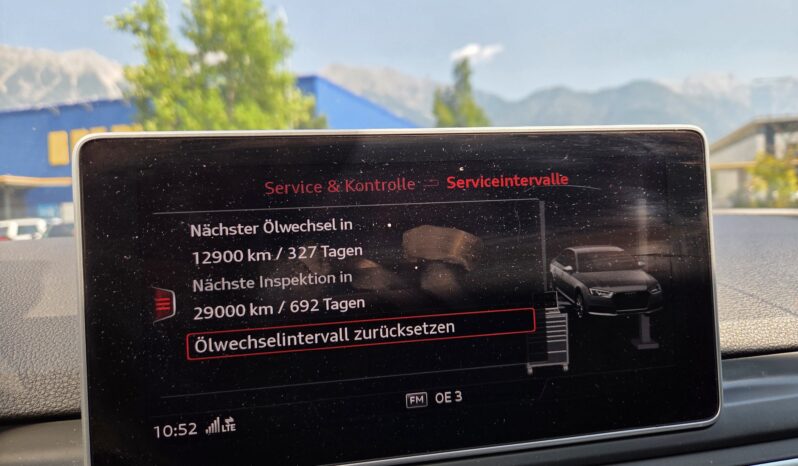 Service & Kontrolle Serviceintervalle
Nächster Ölwechsel in
12900 km / 327 Tagen
Nächste Inspektion in
29000 km / 692 Tagen
Ölwechselintervall zurücksetzen
FM OE 3
10:52 LTE